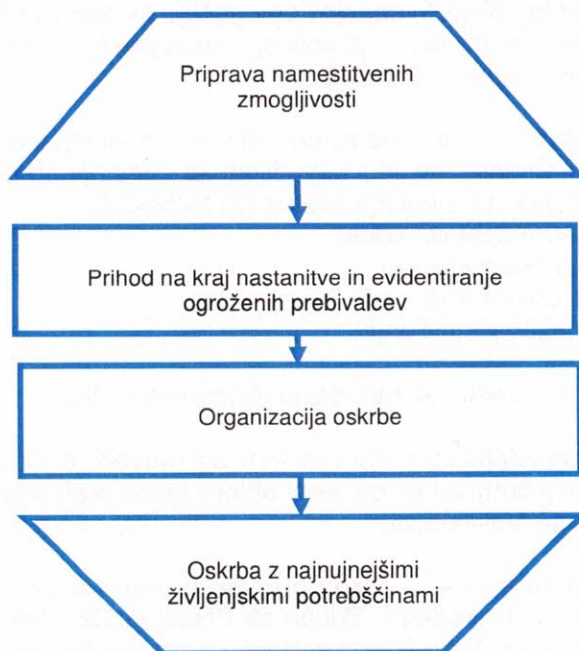 Priprava namestitvenih
zmogljivosti
Prihod na kraj nastanitve in evidentiranje
ogroženih prebivalcev
Organizacija oskrbe
Oskrba z najnujnejšimi
življenjskimi potrebščinami